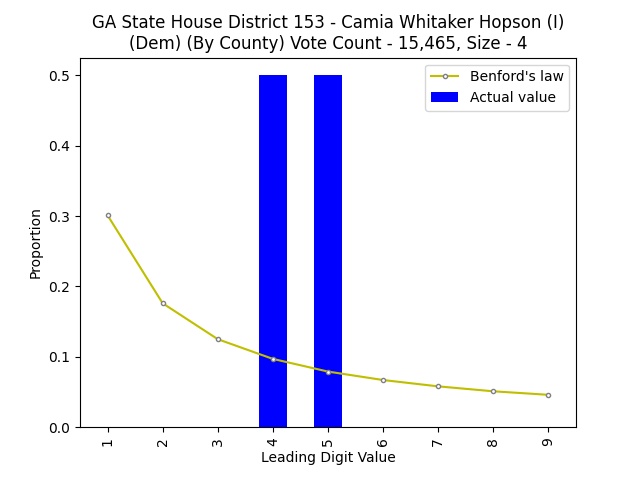 GA State House District 153 - Camia Whitaker Hopson (I)
(Dem) (By County) Vote Count - 15,465, Size - 4
Benford's law
Actual value
0.5
0.4
0.3
0.2
0.1
0.0
Proportion
1 2 3 4 5 6 7 8 9
Leading Digit Value